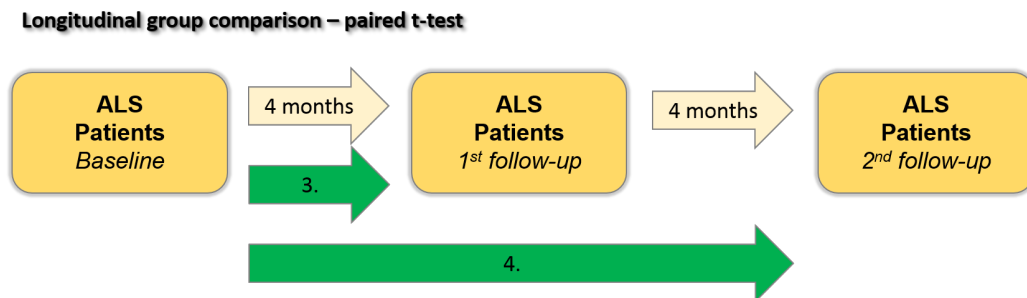 Longitudinal group comparison – paired t-test
ALS
Patients
Baseline
4 months
ALS
Patients
1st follow-up
4 months
ALS
Patients
2nd follow-up
3.
4.